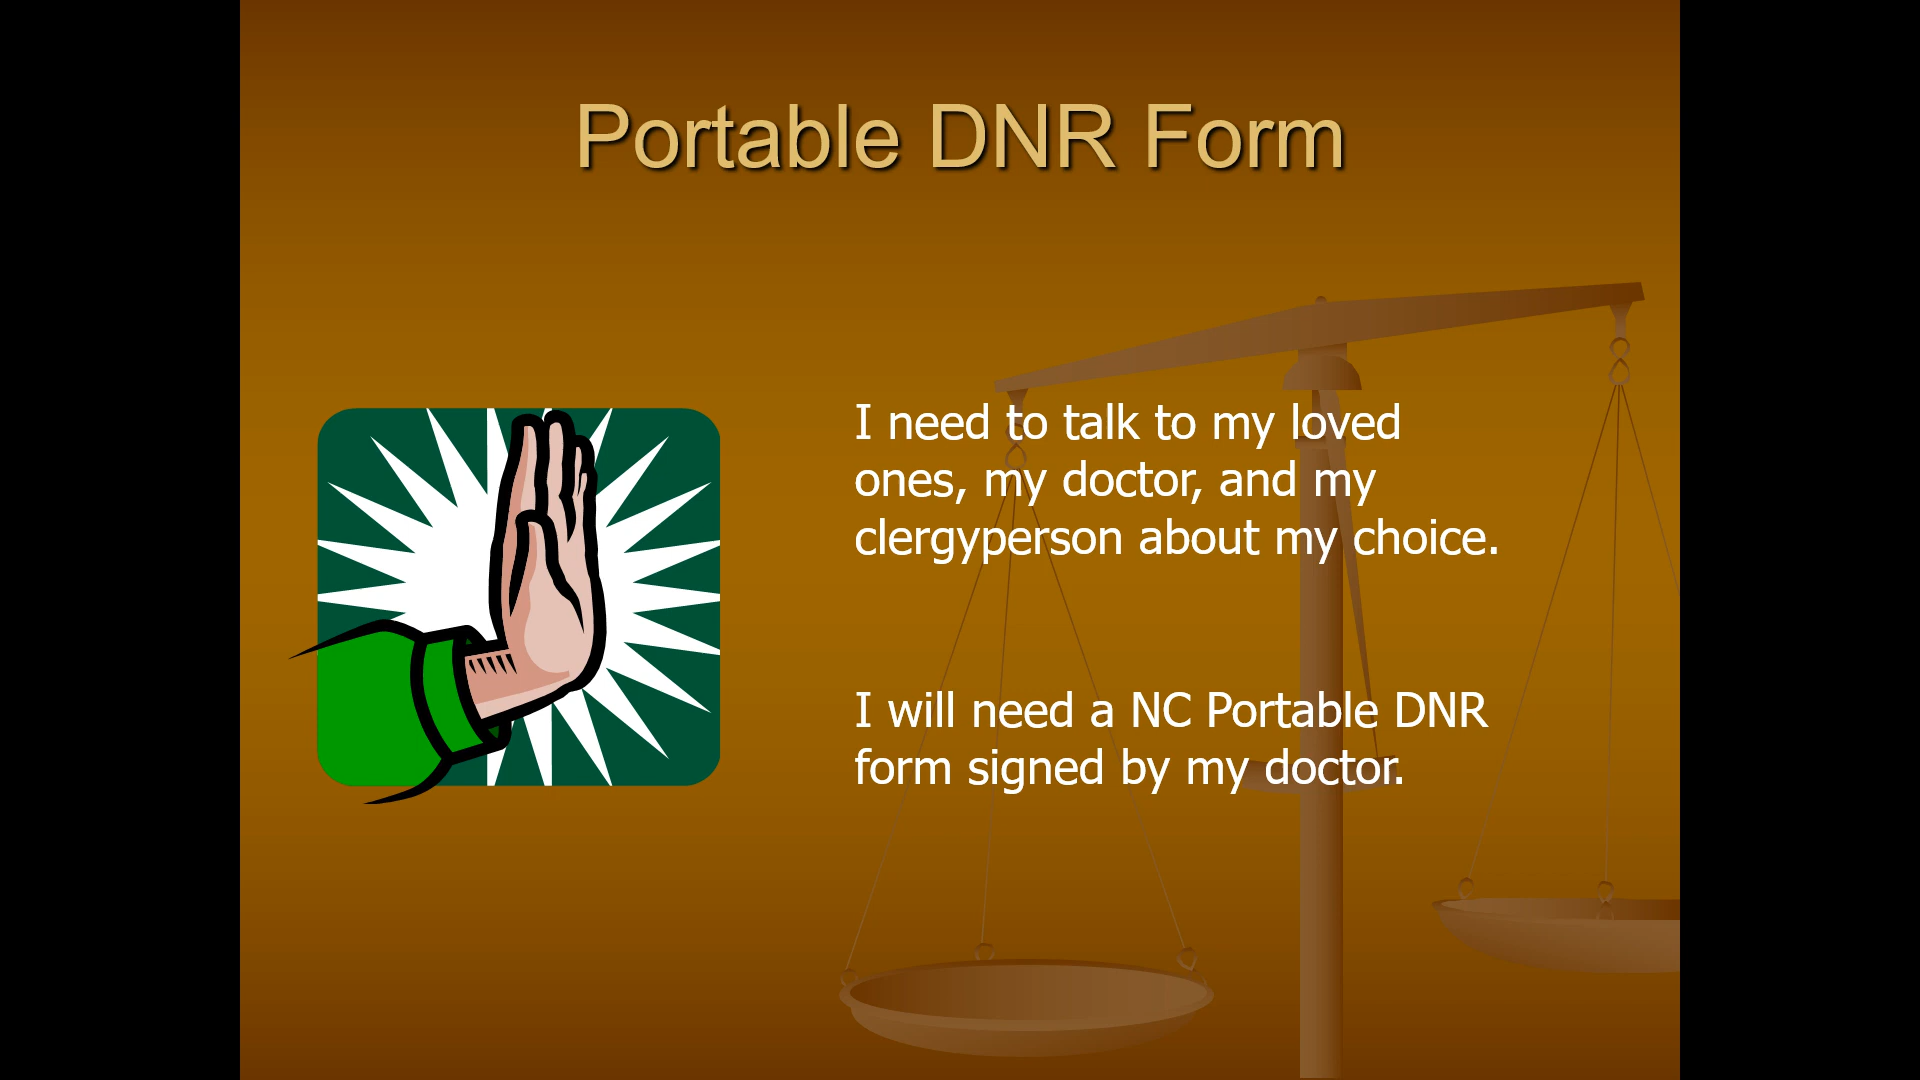 Portable DNR Form
I need to talk to my loved
ones, my doctor, and my
clergyperson about my choice.
I will need a NC Portable DNR
form signed by my doctor.